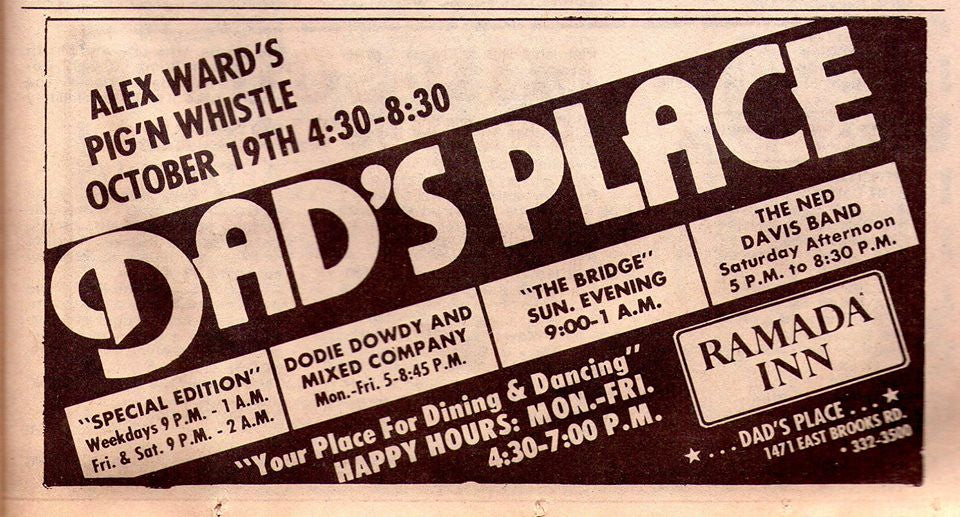 ALEX WARD'S
PIG'N WHISTLE
OCTOBER 19TH 4:30-8:30
DAD'S PLACE
"SPECIAL EDITION"
Weekdays 9 P.M. - 1 A.M.
Fri. & Sat. 9 P.M. - 2 A.M.
DODIE DOWDY AND
MIXED COMPANY
Mon.-Fri. 5-8:45 P.M.
"THE BRIDGE"
SUN. EVENING
9:00-1 A.M.
THE NED
DAVIS BAND
Saturday Afternoon
5 P.M. to 8:30 P.M.
"Your Place For Dining & Dancing"
HAPPY HOURS: MON.-FRI.
4:30-7:00 P.M.
RAMADA
INN
★ . . . DAD'S PLACE . . . ★
1471 EAST BROOKS RD.
• 332-3500